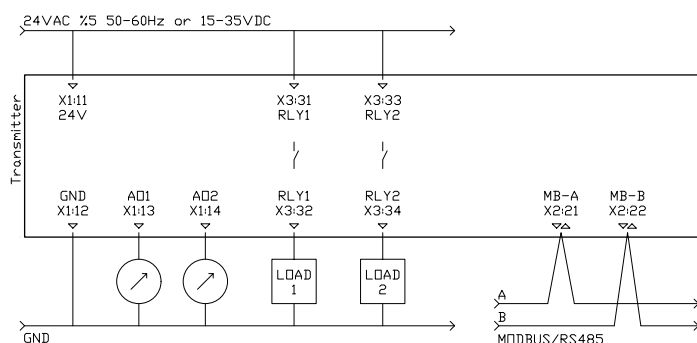 24VAC %5 50-60Hz or 15-35VDC
Transmitter
X1:11 X3:31 X3:33
24V RLY1 RLY2
GND AO1 AO2 RLY1 RLY2 MB-A MB-B
X1:12 X1:13 X1:14 X3:32 X3:34 X2:21 X2:22
LOAD LOAD
1 2
A
B
GND MODBUS/RS485